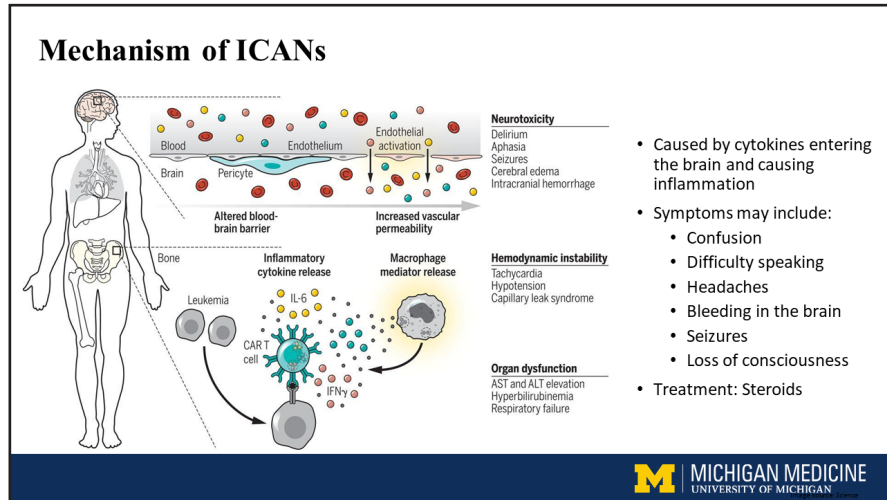 Mechanism of ICANs
Blood
Endothelium
Endothelial
activation
Brain
Pericyte
Altered blood-
brain barrier
Increased vascular
permeability
Neurotoxicity
Delirium
Aphasia
Seizures
Cerebral edema
Intracranial hemorrhage
Bone
Inflammatory
cytokine release
Macrophage
mediator release
Leukemia
IL-6
CAR T
cell
IFNγ
Hemodynamic instability
Tachycardia
Hypotension
Capillary leak syndrome
Organ dysfunction
AST and ALT elevation
Hyperbilirubinemia
Respiratory failure
• Caused by cytokines entering
the brain and causing
inflammation
• Symptoms may include:
• Confusion
• Difficulty speaking
• Headaches
• Bleeding in the brain
• Seizures
• Loss of consciousness
• Treatment: Steroids
M MICHIGAN MEDICINE
UNIVERSITY OF MICHIGAN